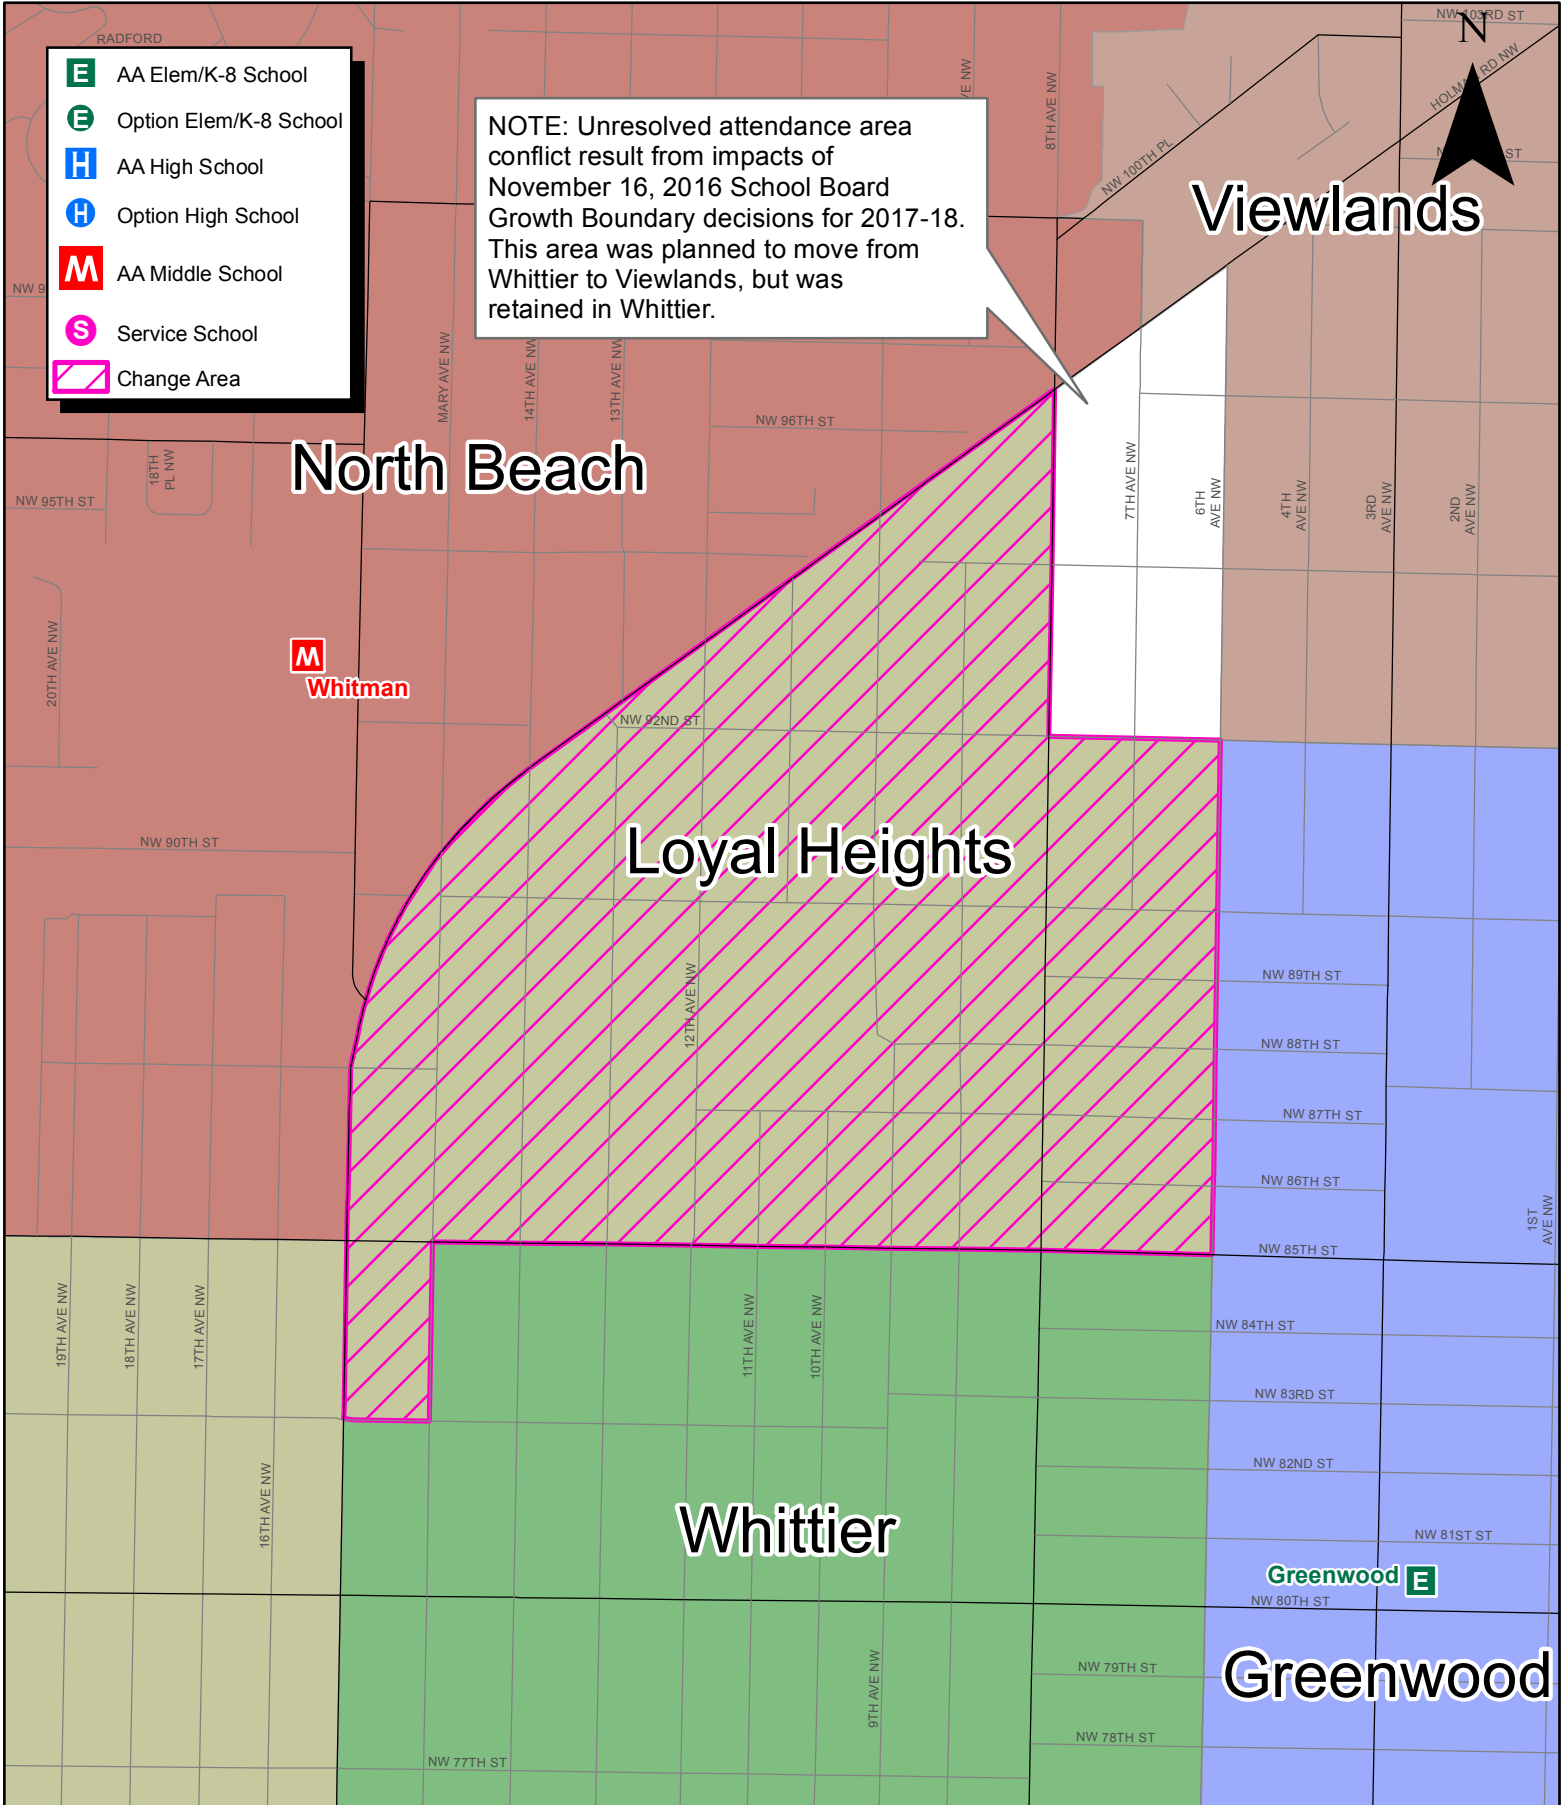 NW 103RD ST
N
RADFORD
E AA Elem/K-8 School
E Option Elem/K-8 School
H AA High School
H Option High School
M AA Middle School
S Service School
Change Area
NOTE: Unresolved attendance area
conflict result from impacts of
November 16, 2016 School Board
Growth Boundary decisions for 2017-18.
This area was planned to move from
Whittier to Viewlands, but was
retained in Whittier.
8TH AVE NW
NW 100TH PL
RD NW
Viewlands
MARY AVE NW
14TH AVE NW
13TH AVE NW
NW 96TH ST
North Beach
18TH
PL NW
NW 95TH ST
7TH AVE NW
6TH
AVE NW
4TH
AVE NW
3RD
AVE NW
2ND
AVE NW
20TH AVE NW
M
Whitman
NW 92ND ST
NW 90TH ST
Loyal Heights
12TH AVE NW
NW 89TH ST
NW 88TH ST
NW 87TH ST
NW 86TH ST
1ST
AVE NW
NW 85TH ST
19TH AVE NW
18TH AVE NW
17TH AVE NW
11TH AVE NW
10TH AVE NW
NW 84TH ST
NW 83RD ST
16TH AVE NW
NW 82ND ST
Whittier
NW 81ST ST
Greenwood E
NW 80TH ST
9TH AVE NW
NW 79TH ST
Greenwood
NW 78TH ST
NW 77TH ST